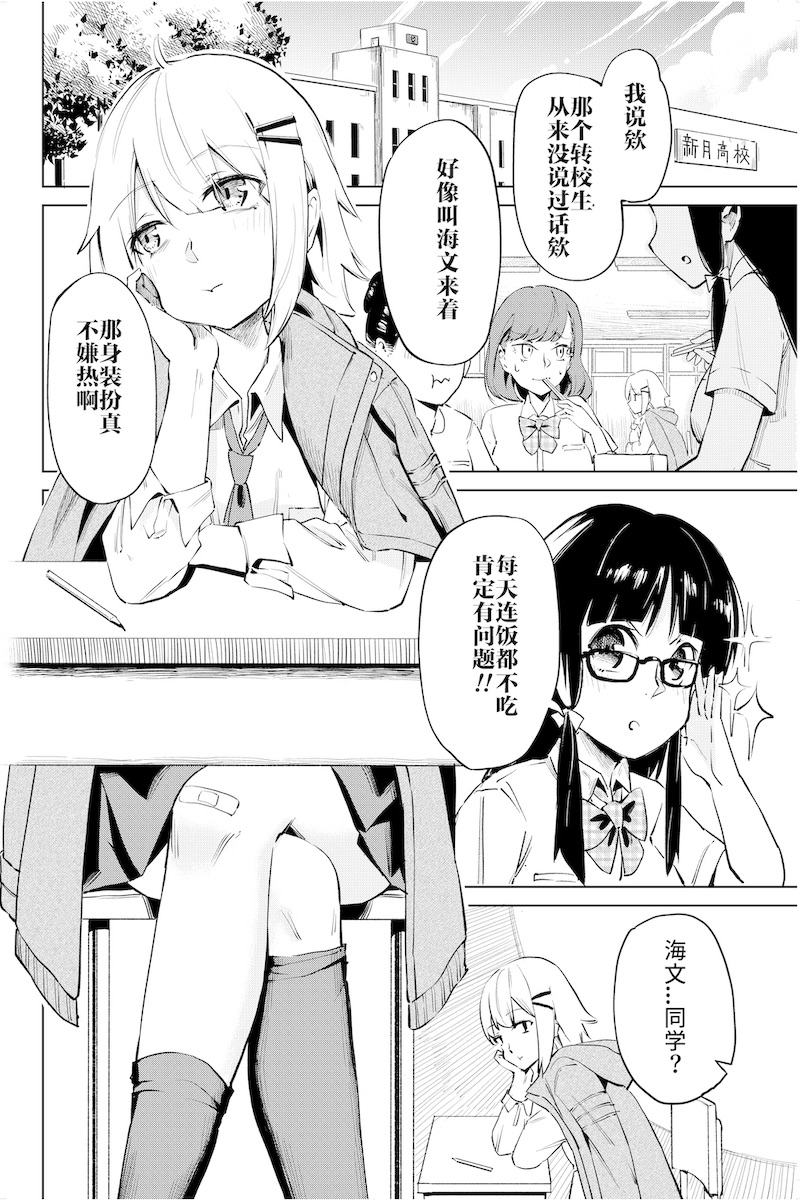 新月高校
我说欸
那个转校生
从来没说过话欸
好像叫海文来着
那身装扮真
不嫌热啊
每天连饭都不吃
肯定有问题!!
海文…同学?